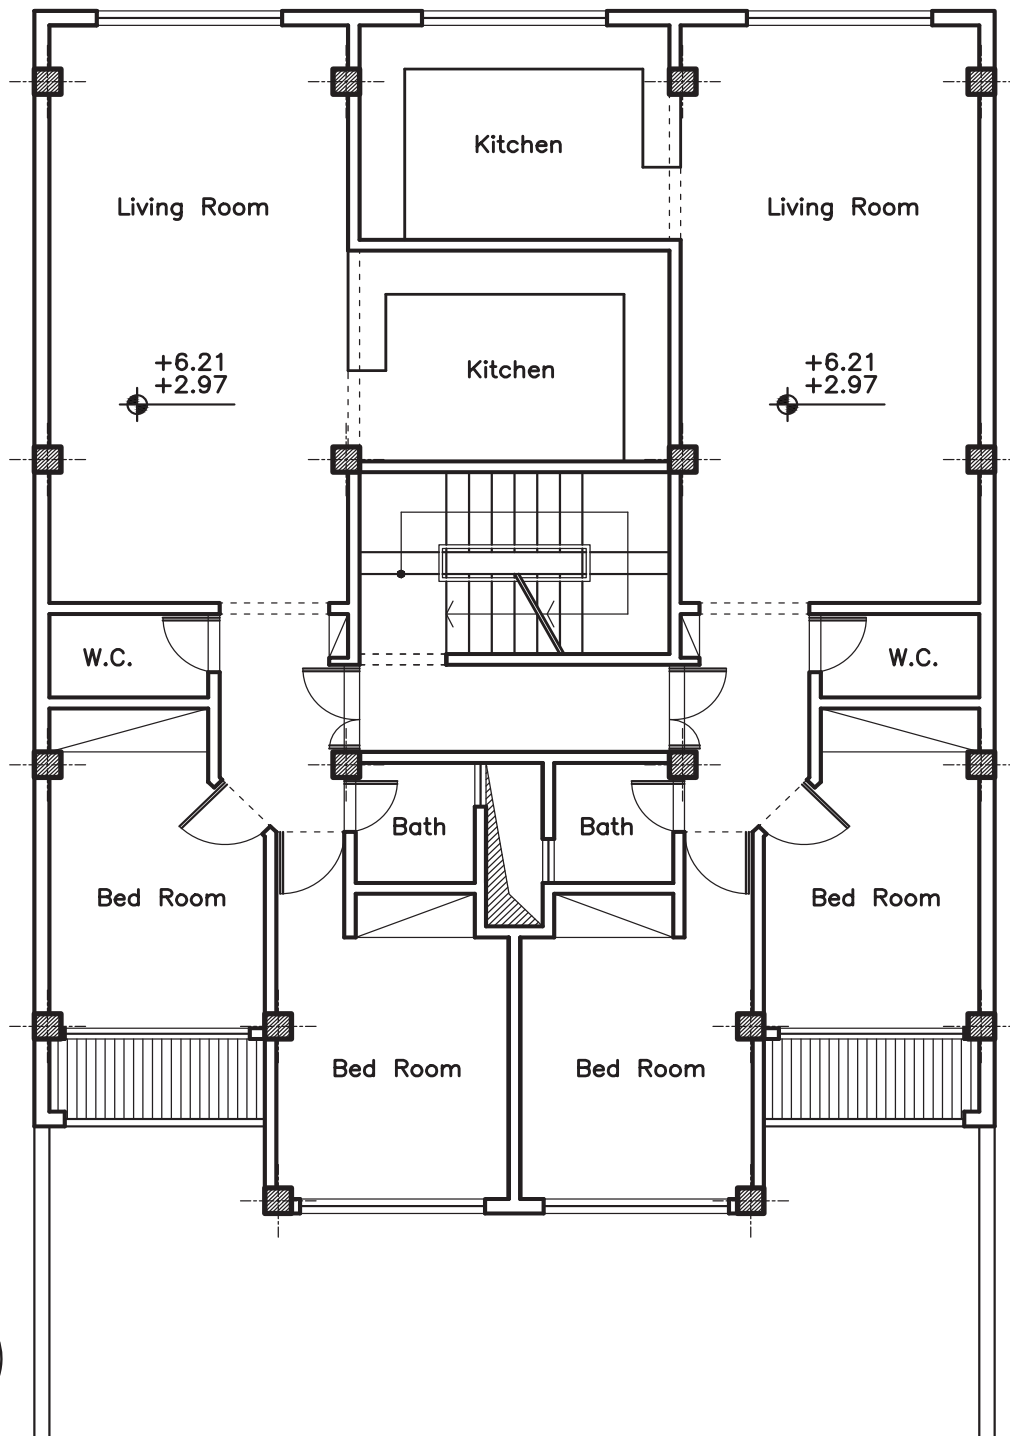 Kitchen
Living Room
Living Room
+6.21
+2.97
Kitchen
+6.21
+2.97
W.C.
W.C.
Bath
Bath
Bed Room
Bed Room
Bed Room
Bed Room